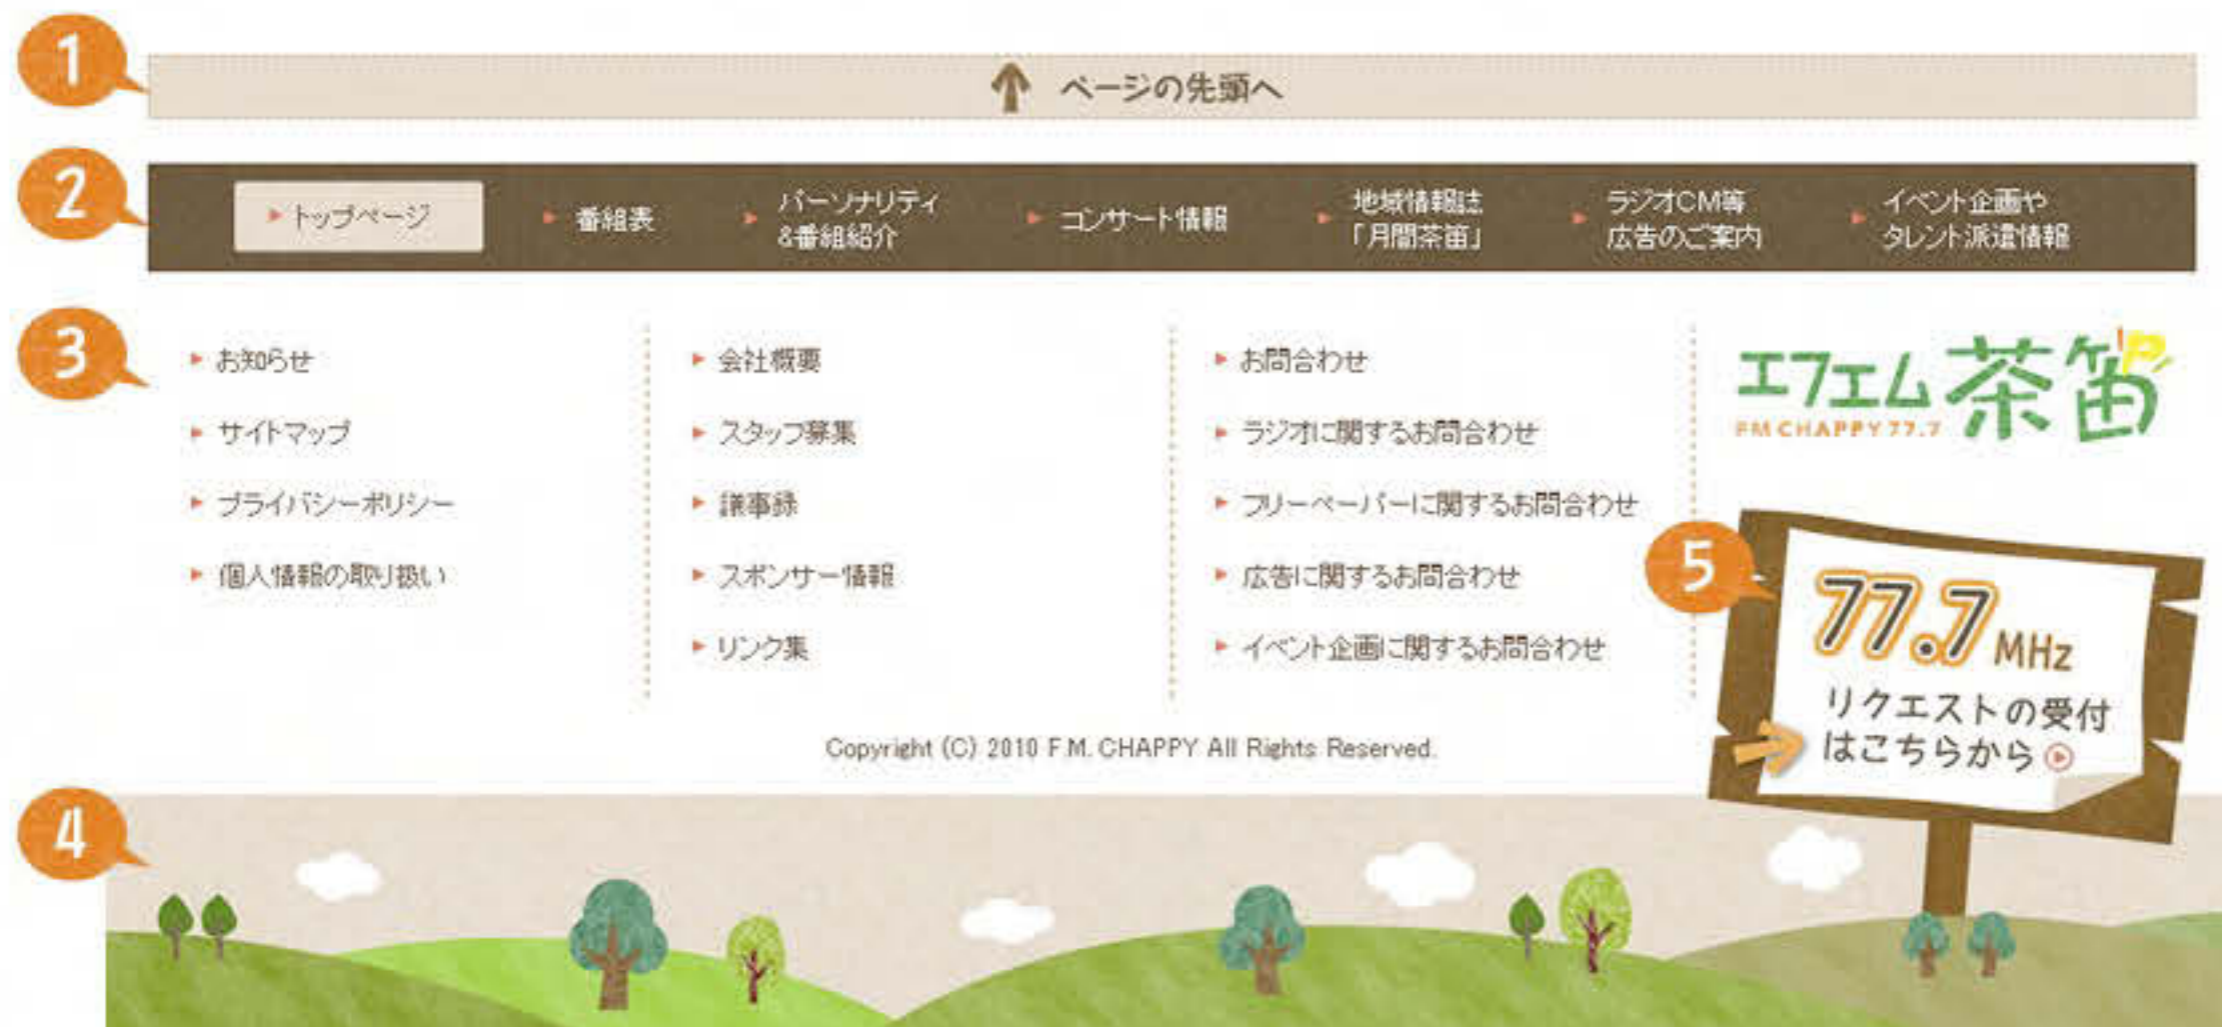 1
ページの先頭へ
2
トップページ
番組表
パーソナリティ
&番組紹介
コンサート情報
地域情報誌
「月間茶笛」
ラジオCM等
広告のご案内
イベント企画や
タレント派遣情報
3
お知らせ
サイトマップ
プライバシーポリシー
個人情報の取り扱い
会社概要
スタッフ募集
議事録
スポンサー情報
リンク集
お問合わせ
ラジオに関するお問合わせ
フリーペーパーに関するお問合わせ
広告に関するお問合わせ
イベント企画に関するお問合わせ
エフエム茶笛
FM CHAPPY 77.7
5
77.7 MHz
リクエストの受付
はこちらから
Copyright (C) 2010 F.M. CHAPPY All Rights Reserved.
4